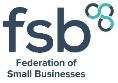 fsb
Federation of
Small Businesses